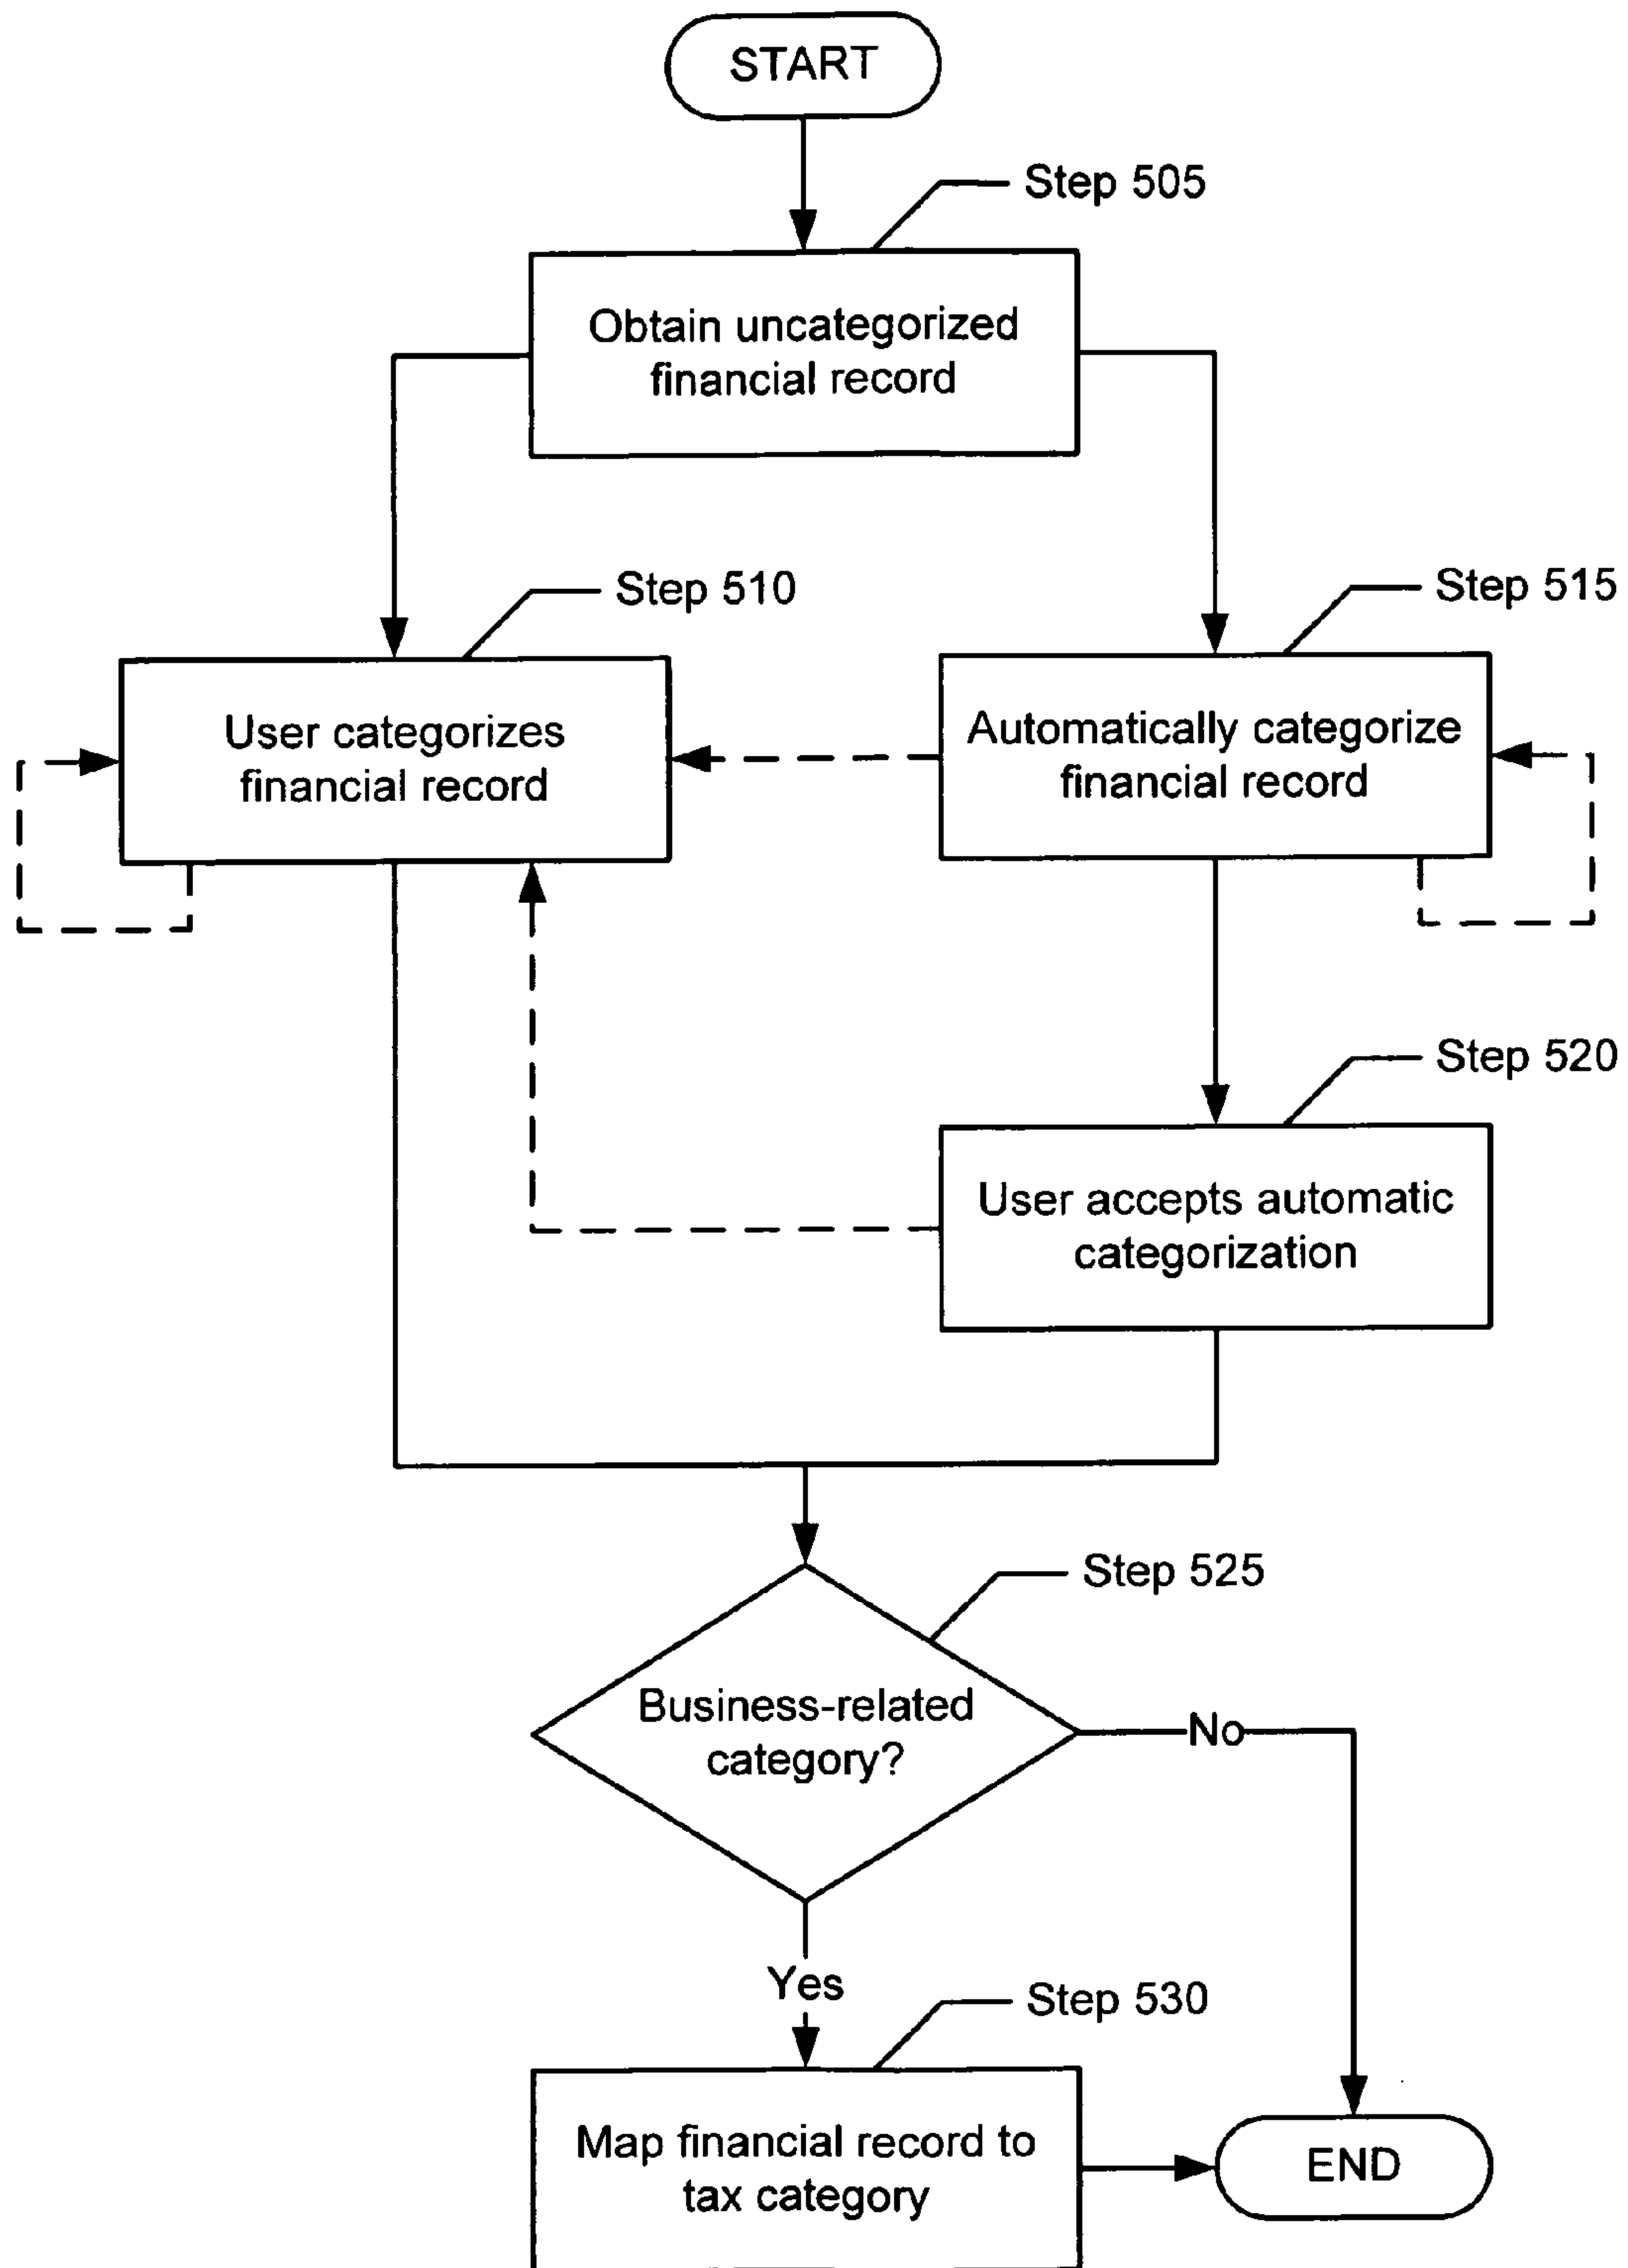 START
Step 505
Obtain uncategorized
financial record
Step 510
Step 515
User categorizes
financial record
Automatically categorize
financial record
Step 520
User accepts automatic
categorization
Step 525
Business-related
category?
No
Yes
Step 530
Map financial record to
tax category
END